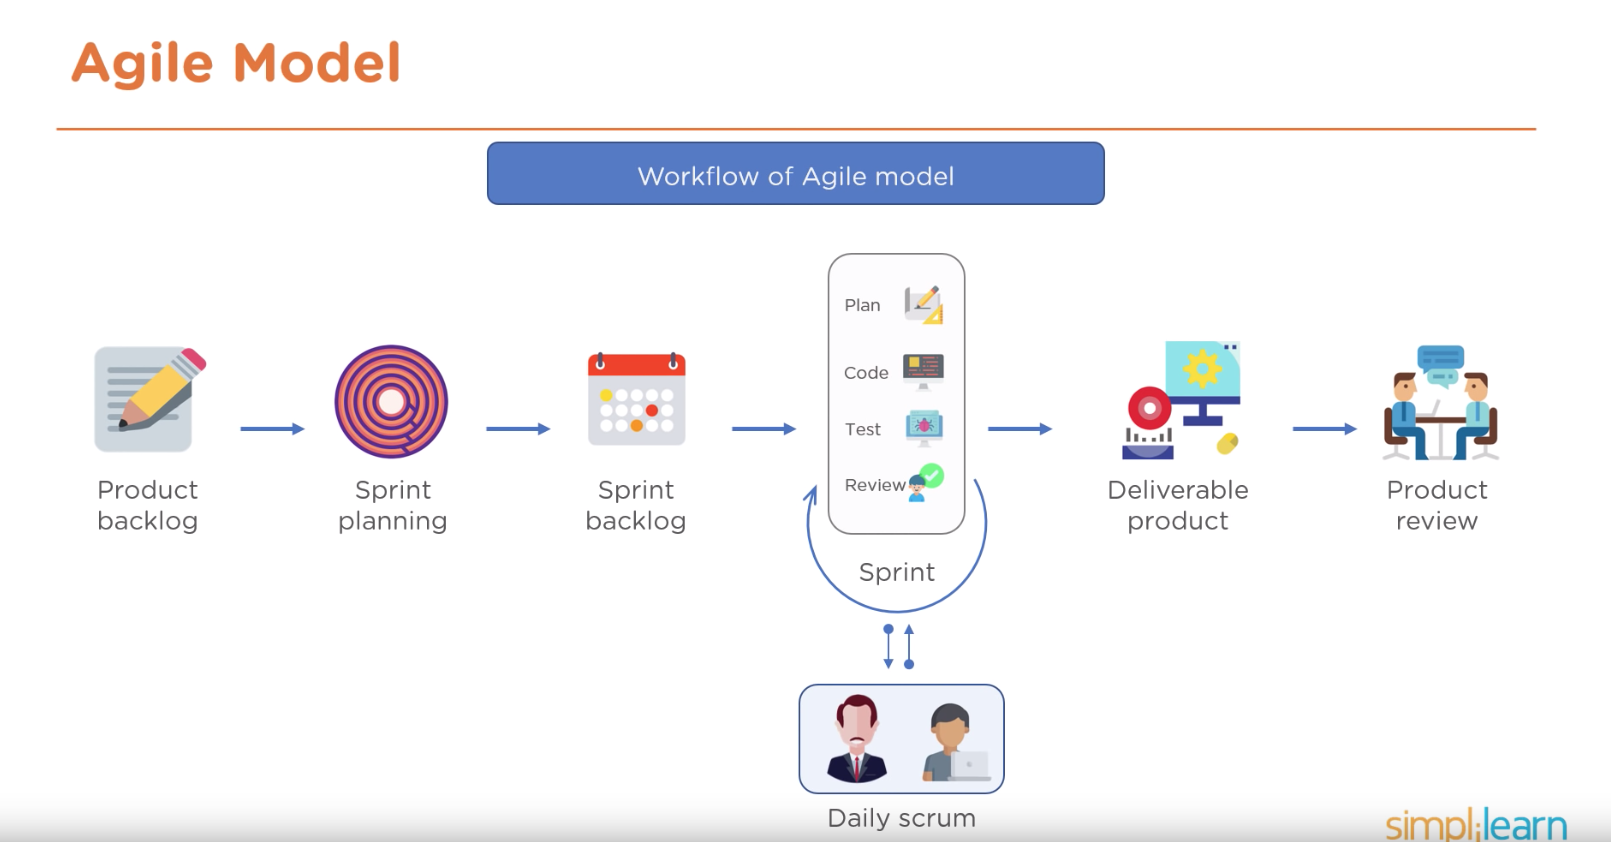 Agile Model
Workflow of Agile model
Plan
Code
Test
Review
Product
backlog
Sprint
planning
Sprint
backlog
Sprint
Deliverable
product
Product
review
Daily scrum
simplilearn